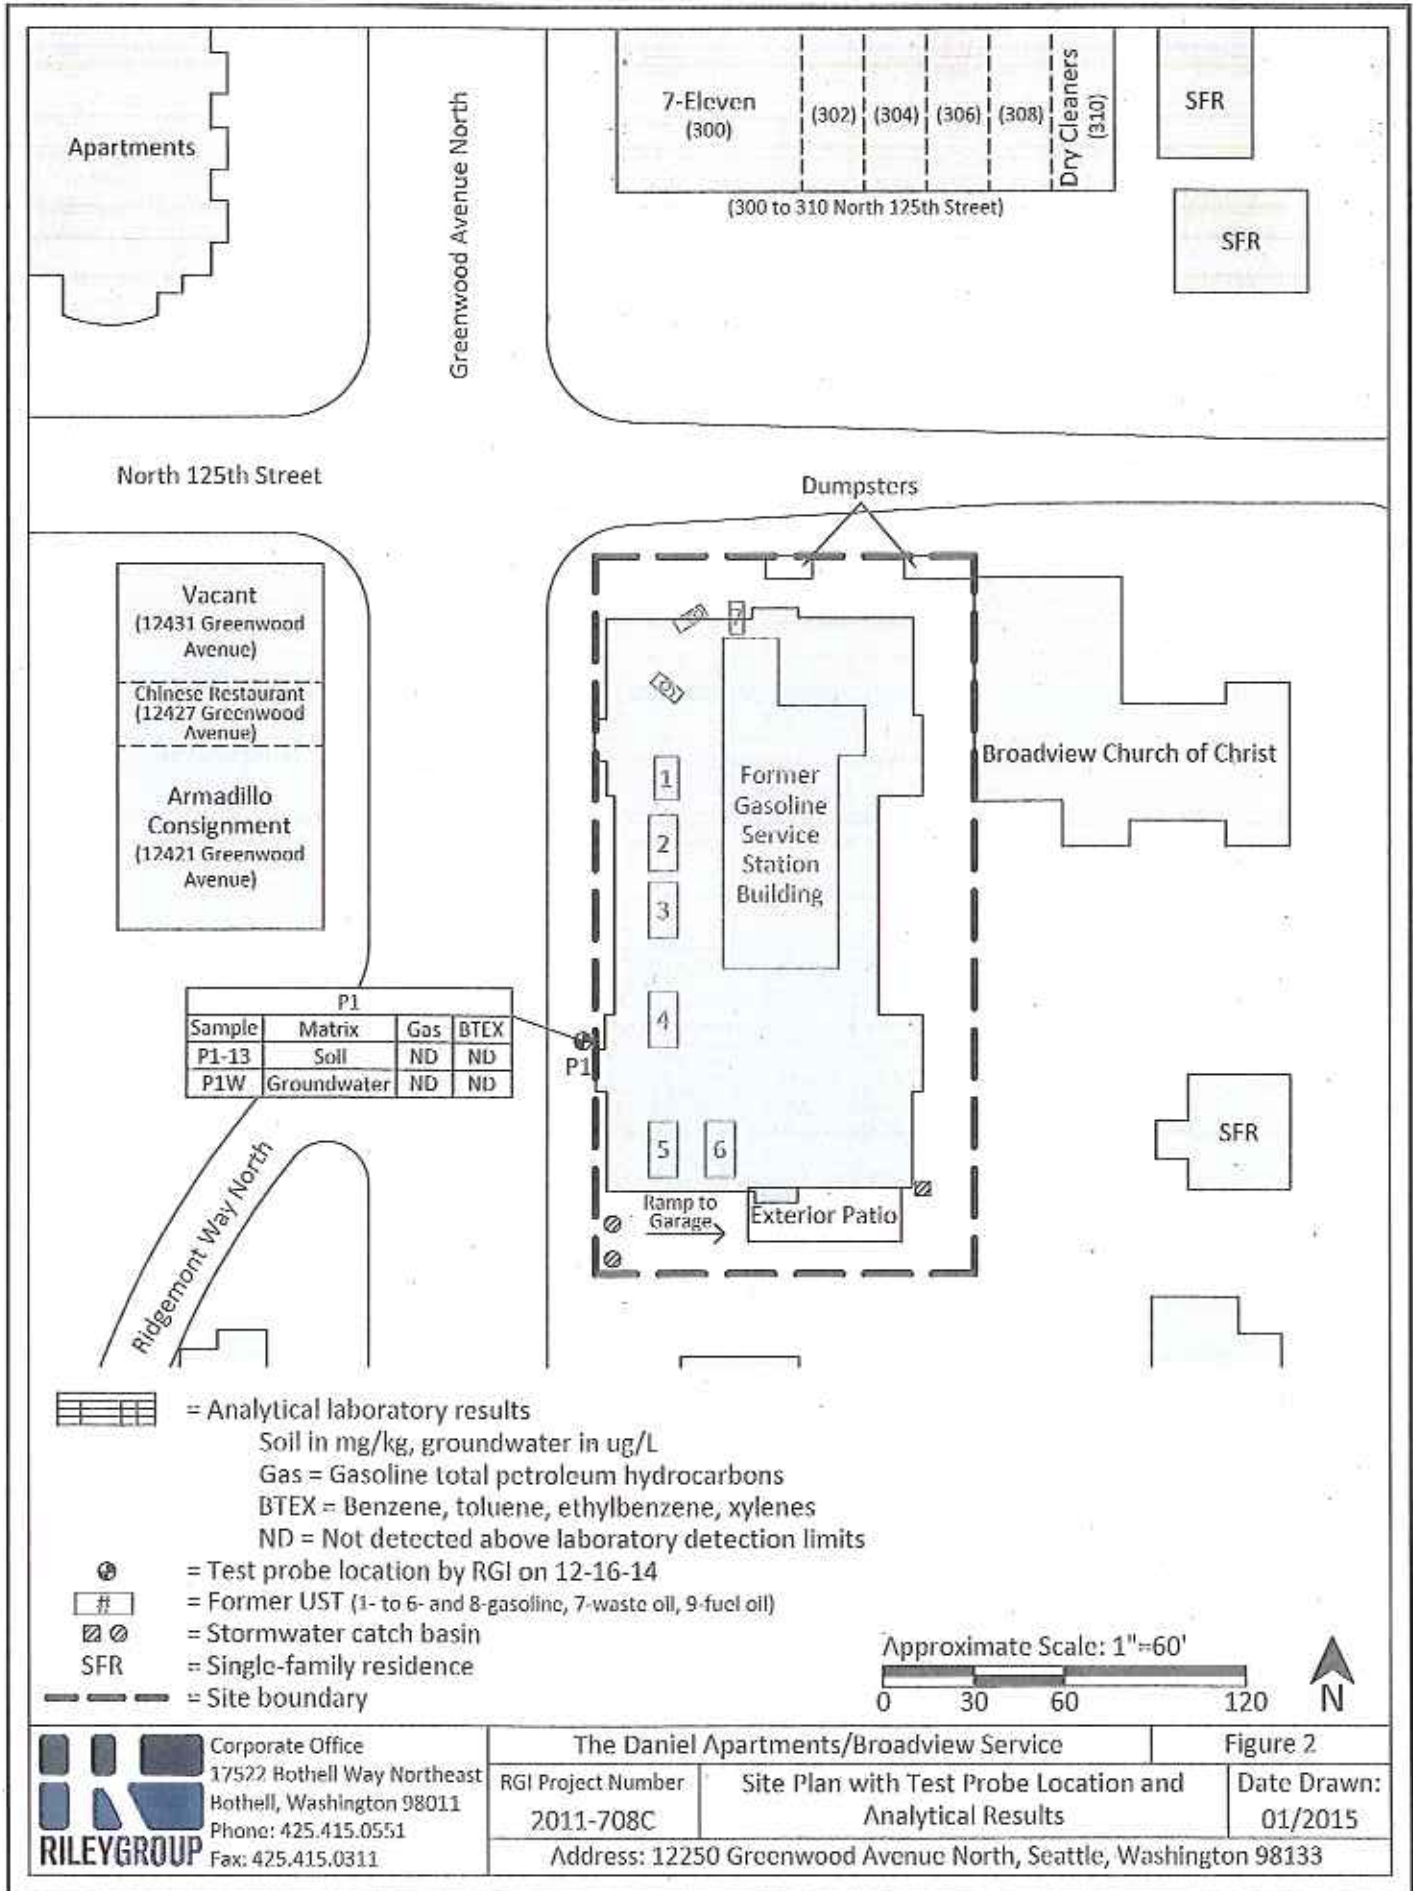 Apartments
Greenwood Avenue North
7-Eleven
(300)
(302)
(304)
(306)
(308)
Dry Cleaners
(310)
SFR
SFR
(300 to 310 North 125th Street)
North 125th Street
Dumpsters
Vacant
(12431 Greenwood
Avenue)
Chinese Restaurant
(12427 Greenwood
Avenue)
Armadillo
Consignment
(12421 Greenwood
Avenue)
7
1
2
3
4
5
6
Former
Gasoline
Service
Station
Building
Broadview Church of Christ
P1
Sample Matrix Gas BTEX
P1-13 Soil ND ND
P1W Groundwater ND ND
P1
SFR
Ramp to
Garage
Exterior Patio
Ridgemont Way North
= Analytical laboratory results
Soil in mg/kg, groundwater in ug/L
Gas = Gasoline total petroleum hydrocarbons
BTEX = Benzene, toluene, ethylbenzene, xylenes
ND = Not detected above laboratory detection limits
= Test probe location by RGI on 12-16-14
# = Former UST (1- to 6- and 8-gasoline, 7-waste oil, 9-fuel oil)
= Stormwater catch basin
SFR = Single-family residence
= Site boundary
Approximate Scale: 1"=60'
0 30 60 120
N
RILEYGROUP
Corporate Office
17522 Bothell Way Northeast
Bothell, Washington 98011
Phone: 425.415.0551
Fax: 425.415.0311
The Daniel Apartments/Broadview Service
Figure 2
RGI Project Number
2011-708C
Site Plan with Test Probe Location and
Analytical Results
Date Drawn:
01/2015
Address: 12250 Greenwood Avenue North, Seattle, Washington 98133